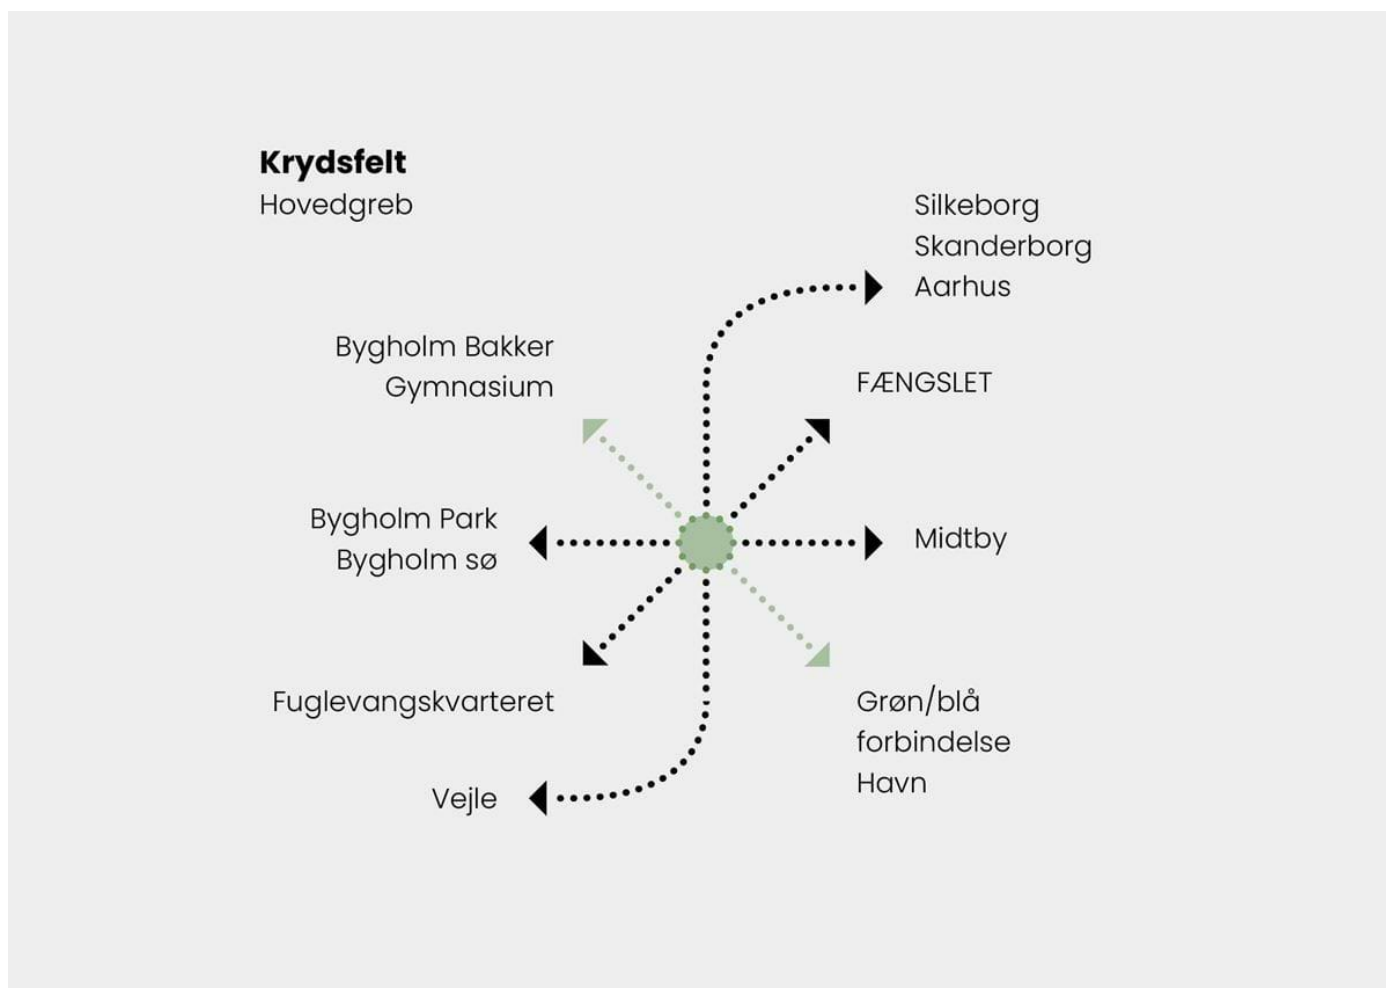 Krydsfelt
Hovedgreb
Silkeborg
Skanderborg
Aarhus
Bygholm Bakker
Gymnasium
FÆNGSLET
Bygholm Park
Bygholm sø
Midtby
Fuglevangskvarteret
Grøn/blå
forbindelse
Havn
Vejle